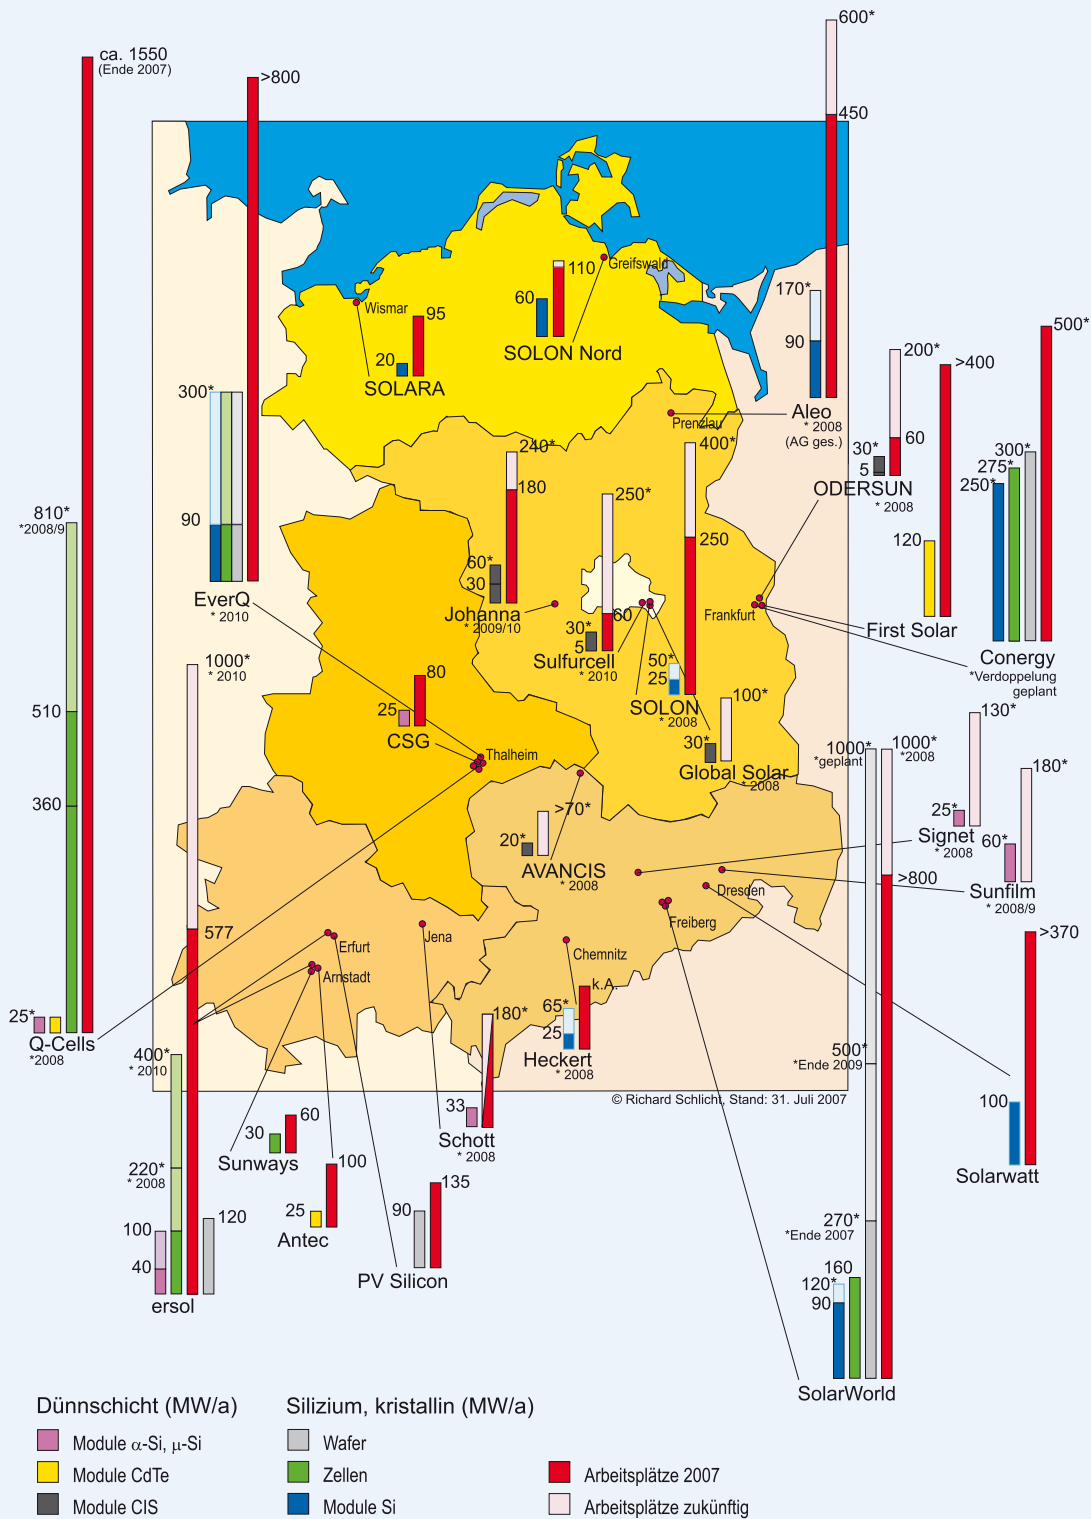 ca. 1550
(Ende 2007)
>800
600*
450
Greifswald
110
60
SOLON Nord
Wismar
95
20
SOLARA
170*
90
Aleo
* 2008
(AG ges.)
Prenzlau
200*
60
30*
5
ODERSUN
* 2008
>400
120
First Solar
500*
300*
275*
250*
Conergy
*Verdoppelung
geplant
300*
90
EverQ
* 2010
240*
180
60*
30
Johanna
* 2009/10
250*
60
30*
5
Sulfurcell
* 2010
400*
250
50*
25
SOLON
* 2008
Frankfurt
100*
30*
Global Solar
* 2008
810*
*2008/9
510
360
25*
Q-Cells
*2008
1000*
* 2010
577
80
25
CSG
Thalheim
>70*
20*
AVANCIS
* 2008
1000*
*geplant
1000*
*2008
>800
130*
25*
Signet
* 2008
180*
60*
Sunfilm
* 2008/9
Dresden
Freiberg
Chemnitz
Jena
Erfurt
Arnstadt
>370
100
Solarwatt
k.A.
65*
25
Heckert
* 2008
180*
33
Schott
* 2008
500*
*Ende 2009
© Richard Schlicht, Stand: 31. Juli 2007
400*
* 2010
220*
* 2008
100
40
120
ersol
60
30
Sunways
100
25
Antec
135
90
PV Silicon
270*
*Ende 2007
160
120*
90
SolarWorld
Dünnschicht (MW/a)
Module α-Si, μ-Si
Module CdTe
Module CIS
Silizium, kristallin (MW/a)
Wafer
Zellen
Module Si
Arbeitsplätze 2007
Arbeitsplätze zukünftig